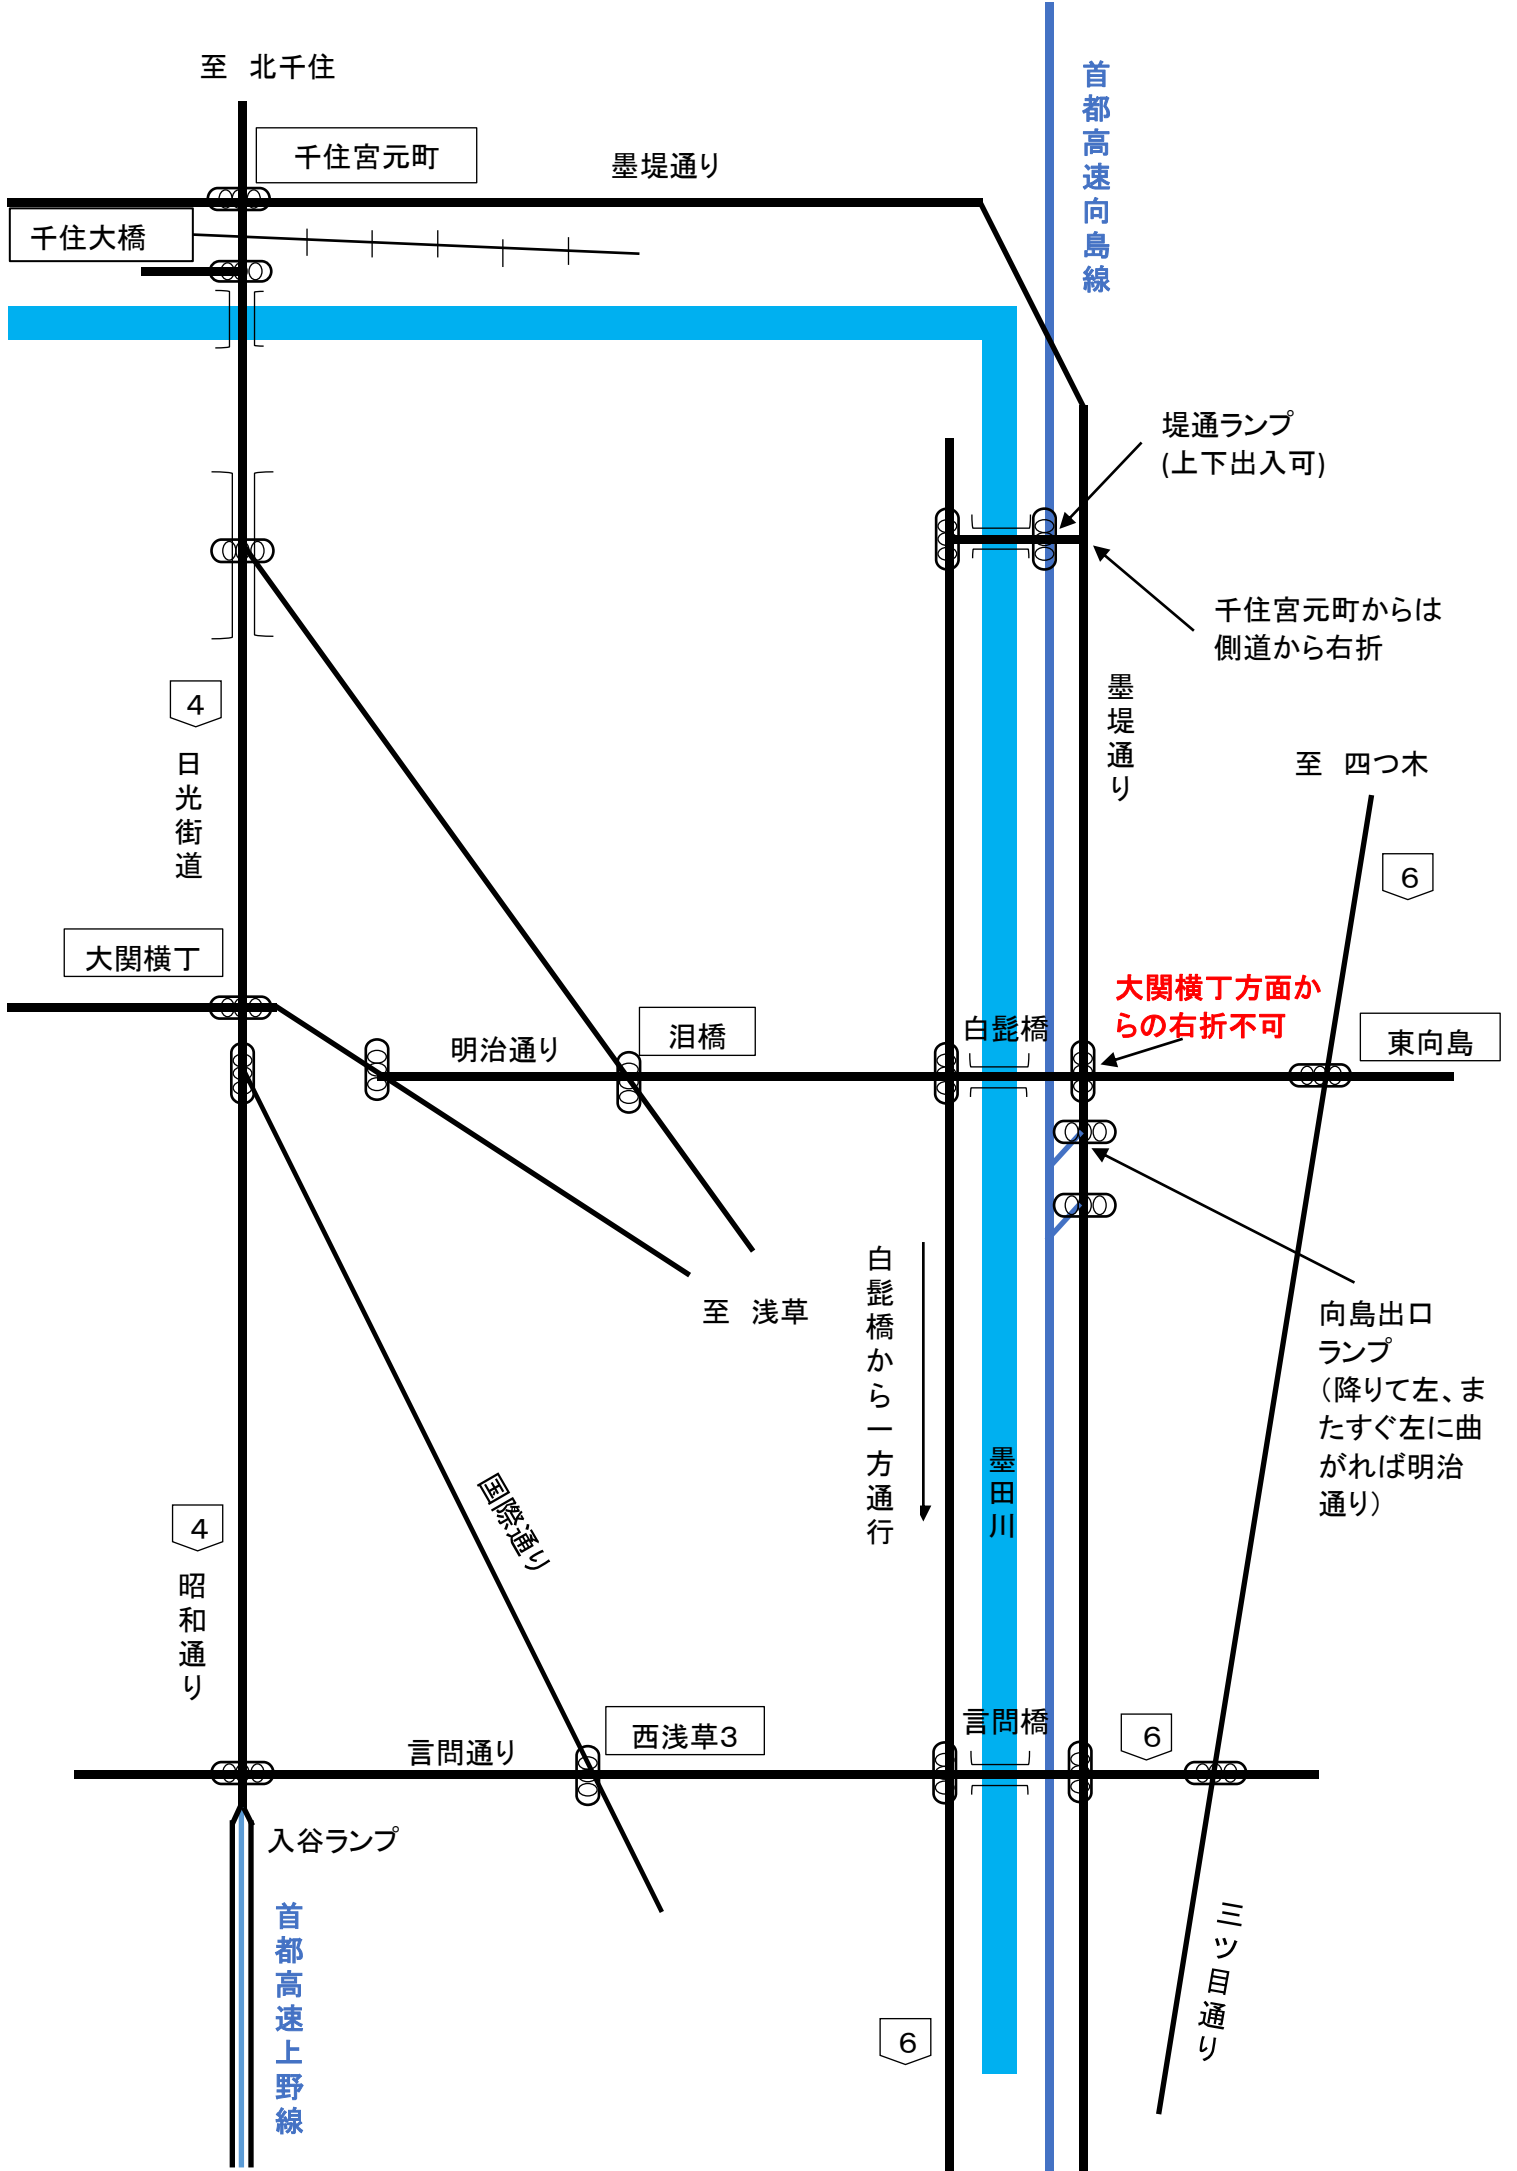 至 北千住
首都高速向島線
千住宮元町
墨堤通り
千住大橋
堤通ランプ
(上下出入可)
千住宮元町からは
側道から右折
4
日光街道
墨堤通り
至 四つ木
6
大関横丁
大関横丁方面か
らの右折不可
泪橋
白髭橋
東向島
明治通り
至 浅草
白髭橋から一方通行
向島出口
ランプ
（降りて左、ま
たすぐ左に曲
がれば明治
通り）
墨田川
国際通り
4
昭和通り
言問通り
西浅草3
言問橋
6
入谷ランプ
首都高速上野線
三ツ目通り
6